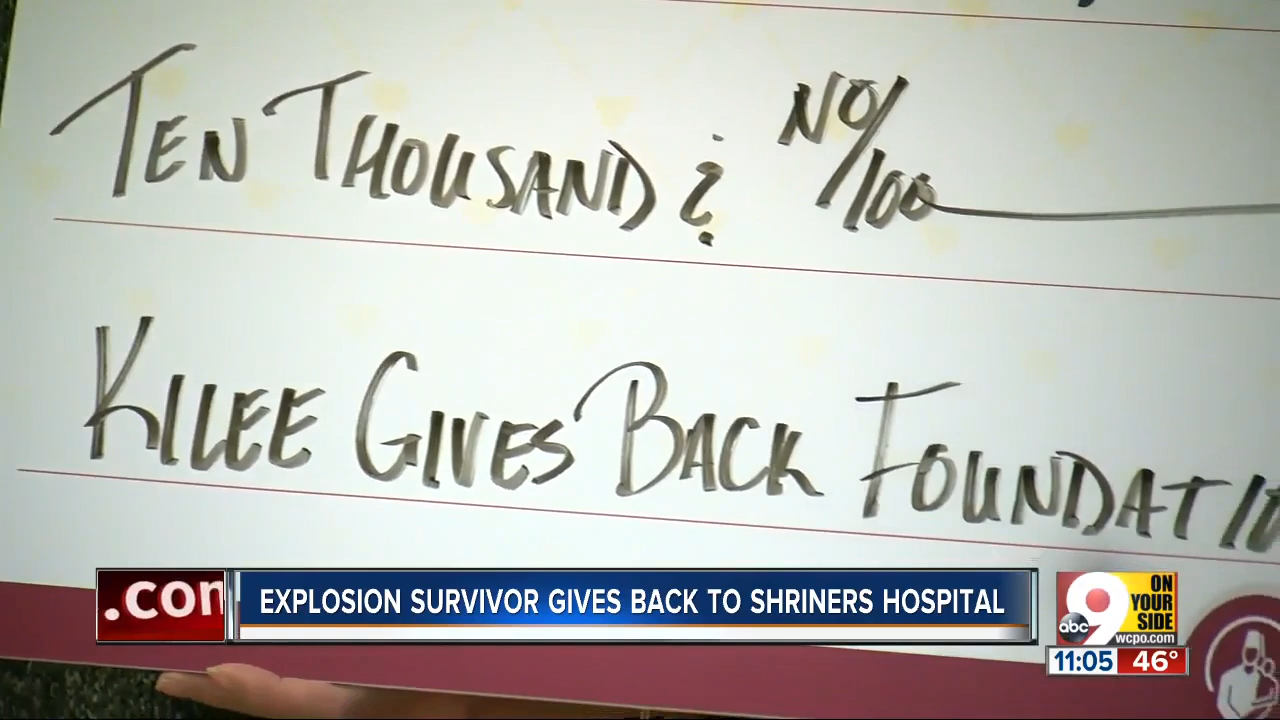 TEN THOUSAND & NO/100
KILEE GIVES BACK FOUNDATIO
.com
EXPLOSION SURVIVOR GIVES BACK TO SHRINERS HOSPITAL
abc 9 ON YOUR SIDE
wcpo.com
11:05 46°